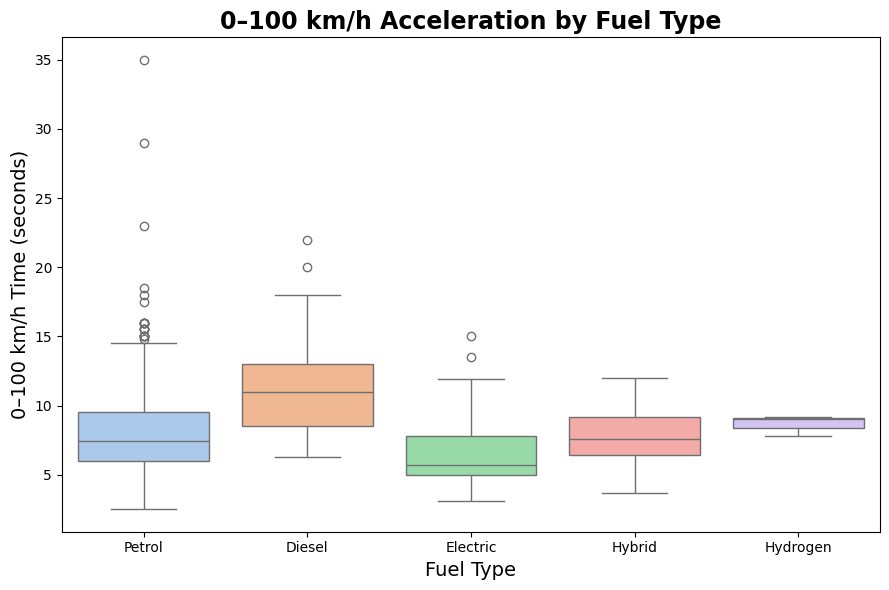 0–100 km/h Acceleration by Fuel Type
0–100 km/h Time (seconds)
35
30
25
20
15
10
5
Petrol
Diesel
Electric
Hybrid
Hydrogen
Fuel Type